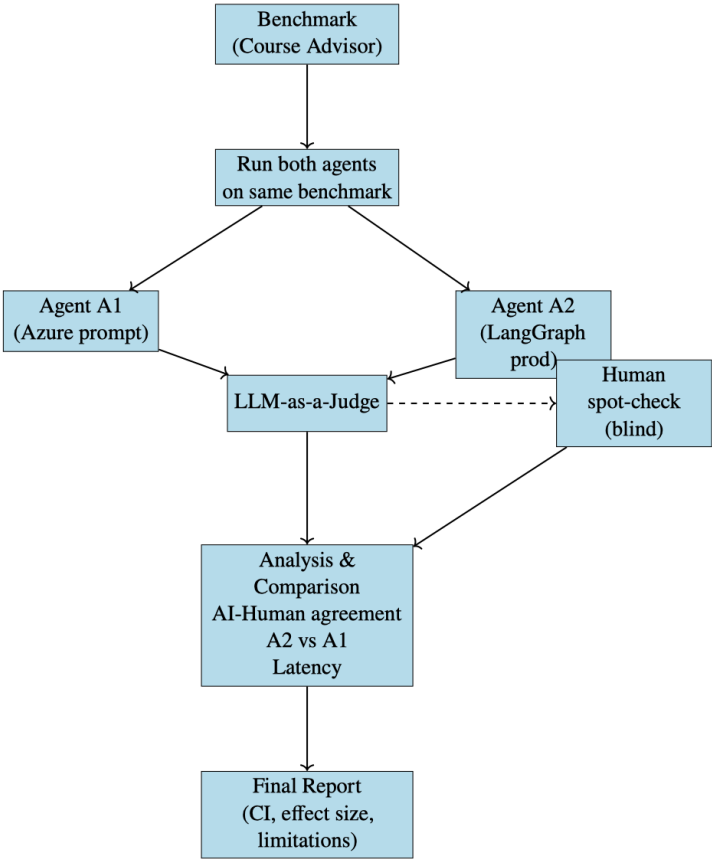 Benchmark
(Course Advisor)
Run both agents
on same benchmark
Agent A1
(Azure prompt)
Agent A2
(LangGraph
prod)
LLM-as-a-Judge
Human
spot-check
(blind)
Analysis &
Comparison
AI-Human agreement
A2 vs A1
Latency
Final Report
(CI, effect size,
limitations)